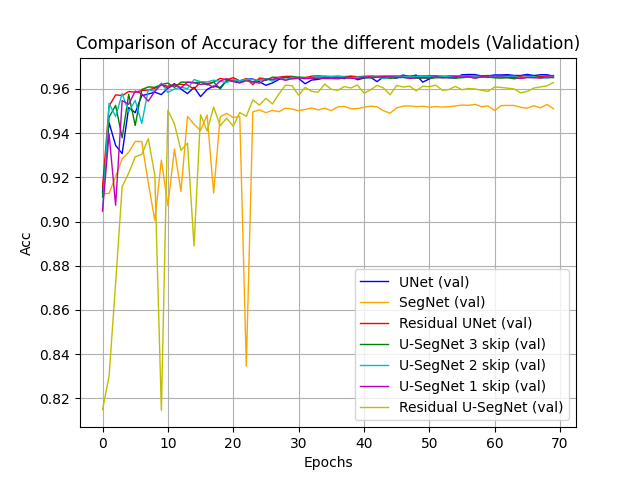 Comparison of Accuracy for the different models (Validation)
0.96
0.94
0.92
0.90
0.88
0.86
0.84
0.82
Acc
UNet (val)
SegNet (val)
Residual UNet (val)
U-SegNet 3 skip (val)
U-SegNet 2 skip (val)
U-SegNet 1 skip (val)
Residual U-SegNet (val)
0 10 20 30 40 50 60 70
Epochs